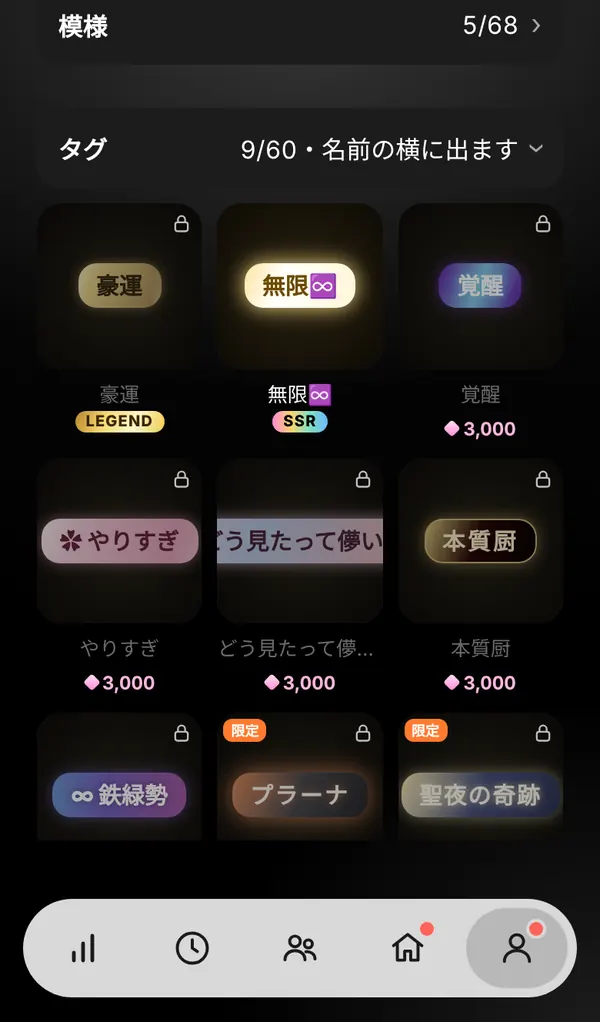 模様 5/68
タグ 9/60・名前の横に出ます
豪運 無限♾️ 覚醒
豪運 無限♾️ 覚醒
LEGEND SSR 3,000
やりすぎ どう見たって儚い 本質厨
やりすぎ どう見たって儚... 本質厨
3,000 3,000 3,000
限定 限定
∞ 鉄緑勢 プラーナ 聖夜の奇跡